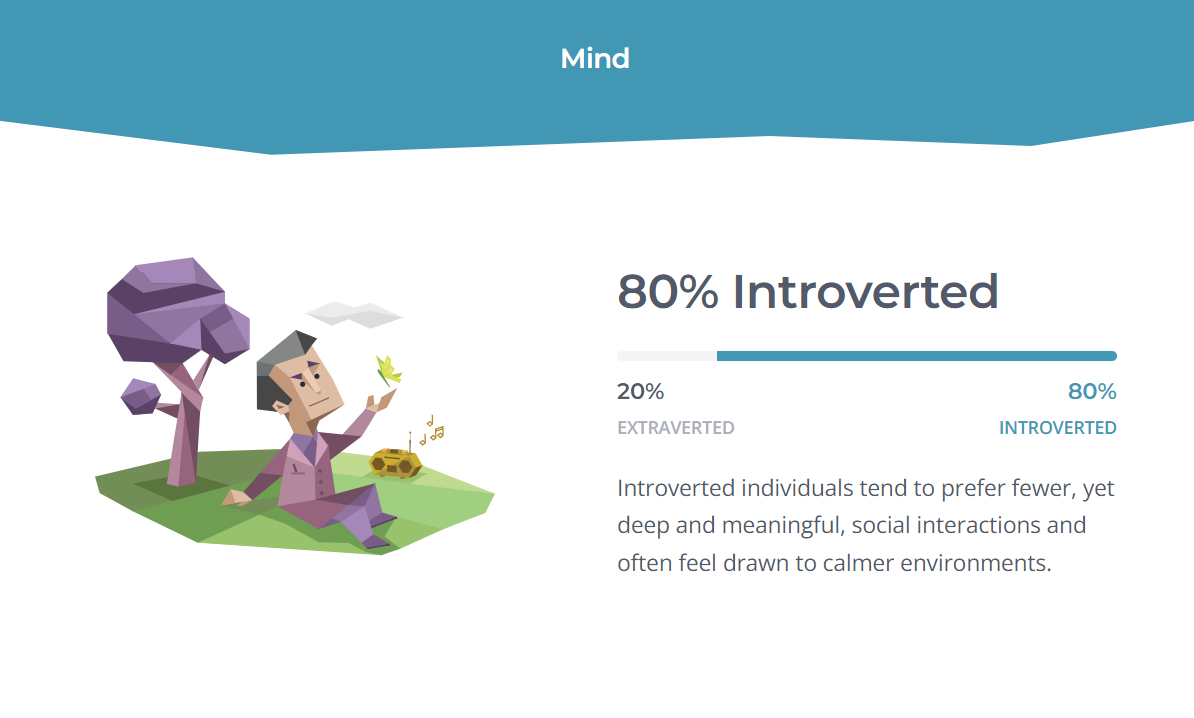 Mind
80% Introverted
20% 80%
EXTRAVERTED INTROVERTED
Introverted individuals tend to prefer fewer, yet
deep and meaningful, social interactions and
often feel drawn to calmer environments.